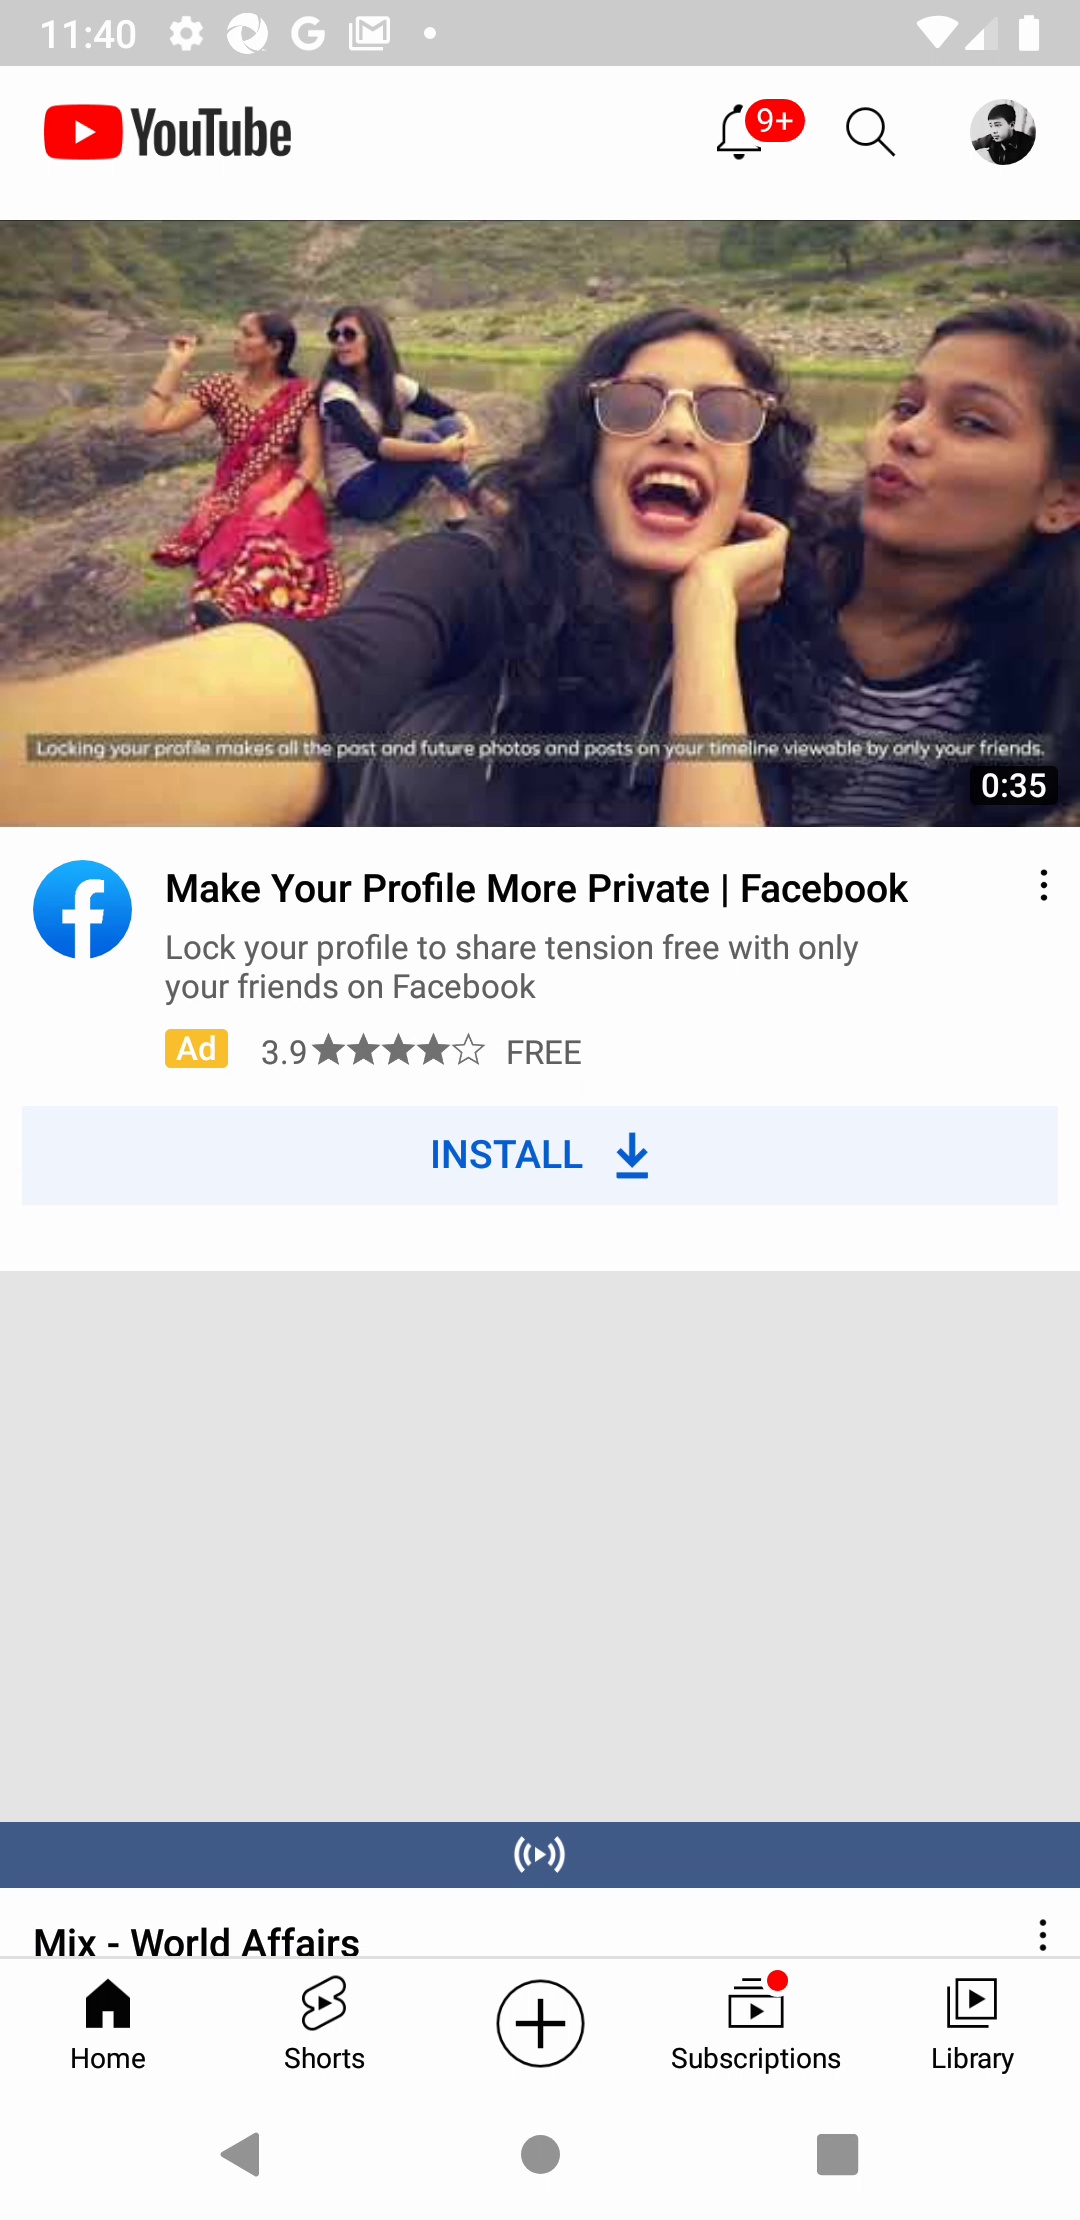 11:40
YouTube
9+
Locking your profile makes all the past and future photos and posts on your timeline viewable by only your friends.
0:35
Make Your Profile More Private | Facebook
Lock your profile to share tension free with only
your friends on Facebook
Ad 3.9 FREE
INSTALL
Mix - World Affairs
Home Shorts Subscriptions Library